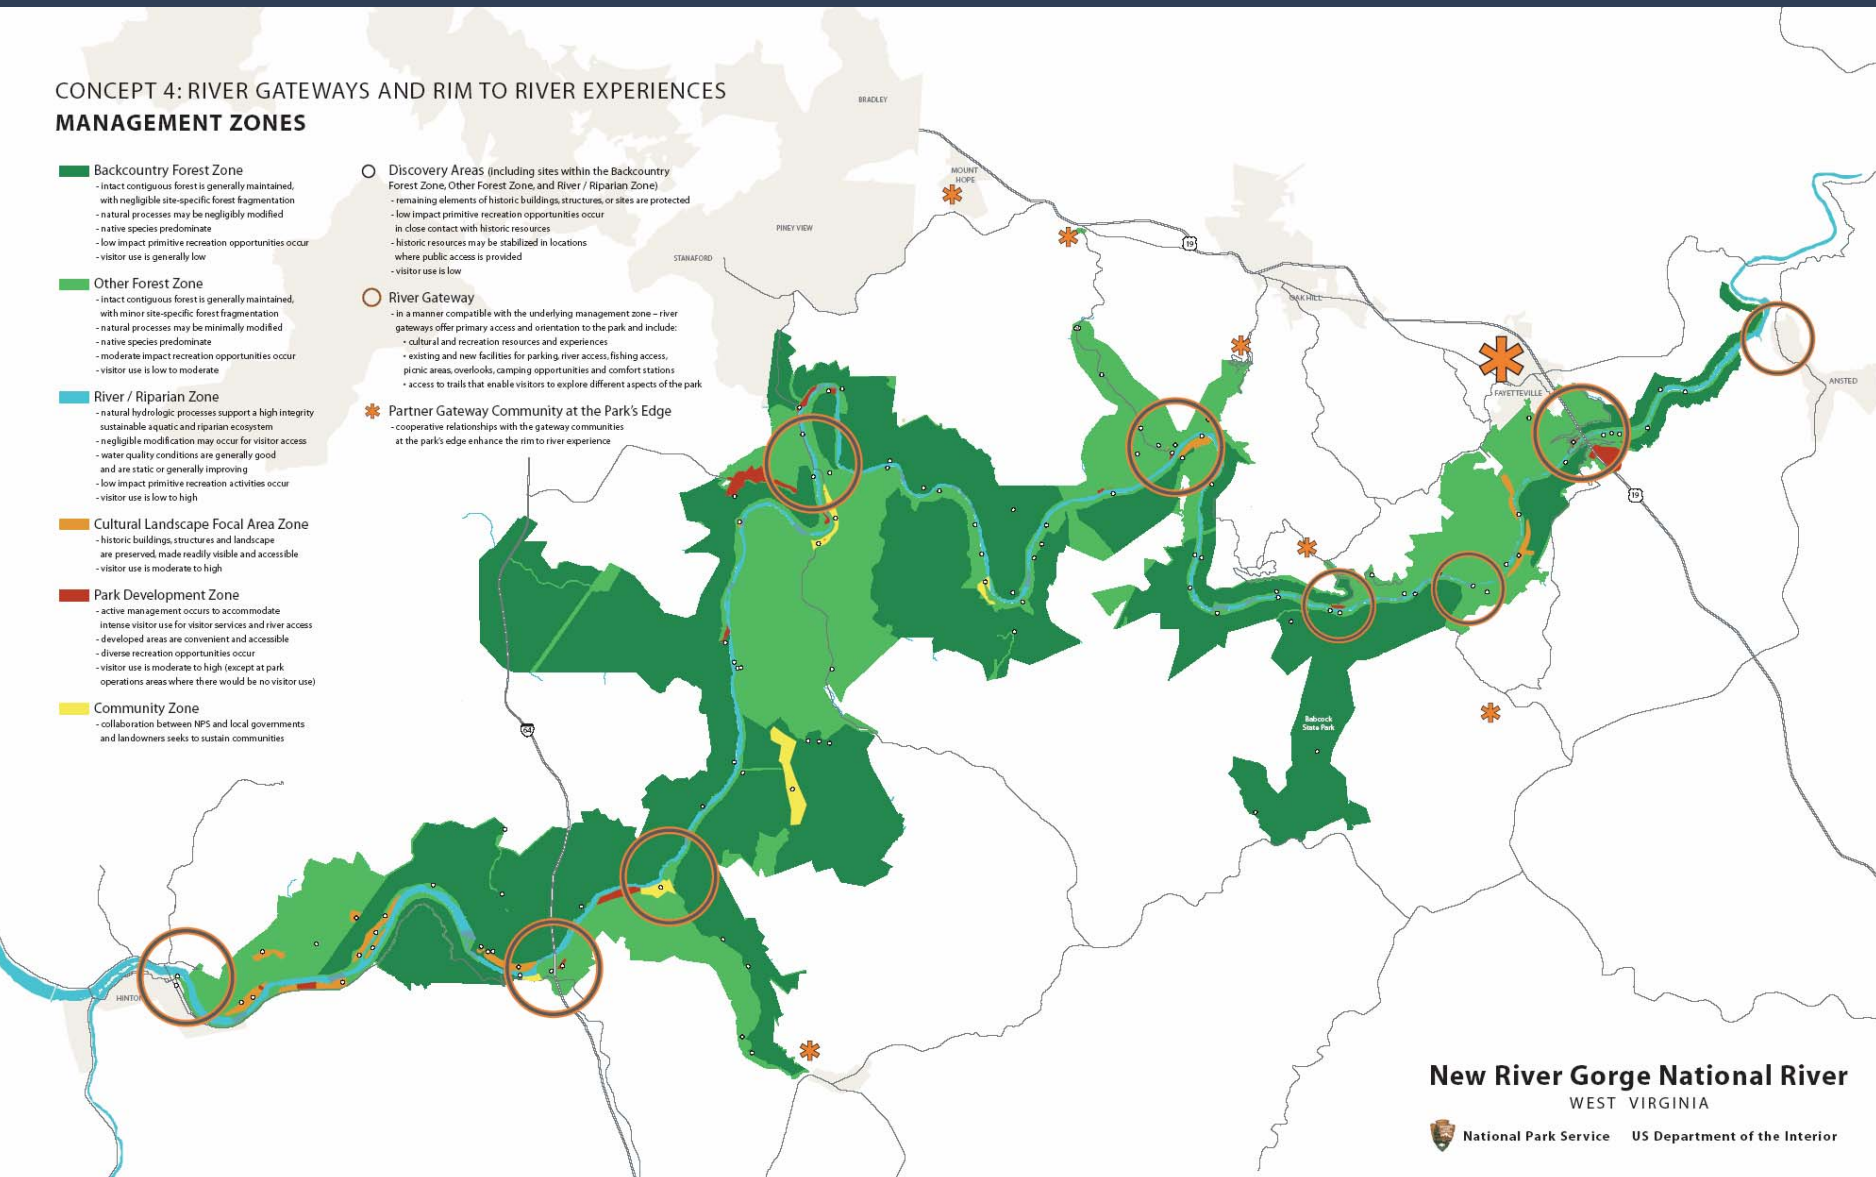 CONCEPT 4: RIVER GATEWAYS AND RIM TO RIVER EXPERIENCES
MANAGEMENT ZONES
Backcountry Forest Zone
- intact contiguous forest is generally maintained,
with negligible site-specific forest fragmentation
- natural processes may be negligibly modified
- native species predominate
- low impact primitive recreation opportunities occur
- visitor use is generally low
Other Forest Zone
- intact contiguous forest is generally maintained,
with minor site-specific forest fragmentation
- natural processes may be minimally modified
- native species predominate
- moderate impact recreation opportunities occur
- visitor use is low to moderate
River / Riparian Zone
- natural hydrologic processes support a high integrity
sustainable aquatic and riparian ecosystem
- negligible modification may occur for visitor access
- water quality conditions are generally good
and are static or generally improving
- low impact primitive recreation activities occur
- visitor use is low to high
Cultural Landscape Focal Area Zone
- historic buildings, structures and landscape
are preserved, made readily visible and accessible
- visitor use is moderate to high
Park Development Zone
- active management occurs to accommodate
intense visitor use for visitor services and river access
- developed areas are convenient and accessible
- diverse recreation opportunities occur
- visitor use is moderate to high (except at park
operations areas where there would be no visitor use)
Community Zone
- collaboration between NPS and local governments
and landowners seeks to sustain communities
Discovery Areas (including sites within the Backcountry
Forest Zone, Other Forest Zone, and River / Riparian Zone)
- remaining elements of historic buildings, structures, or sites are protected
- low impact primitive recreation opportunities occur
in close contact with historic resources
- historic resources may be stabilized in locations
where public access is provided
- visitor use is low
River Gateway
- in a manner compatible with the underlying management zone – river
gateways offer primary access and orientation to the park and include:
• cultural and recreation resources and experiences
• existing and new facilities for parking, river access, fishing access,
picnic areas, overlooks, camping opportunities and comfort stations
• access to trails that enable visitors to explore different aspects of the park
Partner Gateway Community at the Park's Edge
- cooperative relationships with the gateway communities
at the park's edge enhance the rim to river experience
BRADLEY
MOUNT
HOPE
PINEY VIEW
STANAFORD
19
OAK HILL
FAYETTEVILLE
ANSTED
19
64
Babcock
State Park
HINTON
New River Gorge National River
WEST VIRGINIA
National Park Service US Department of the Interior